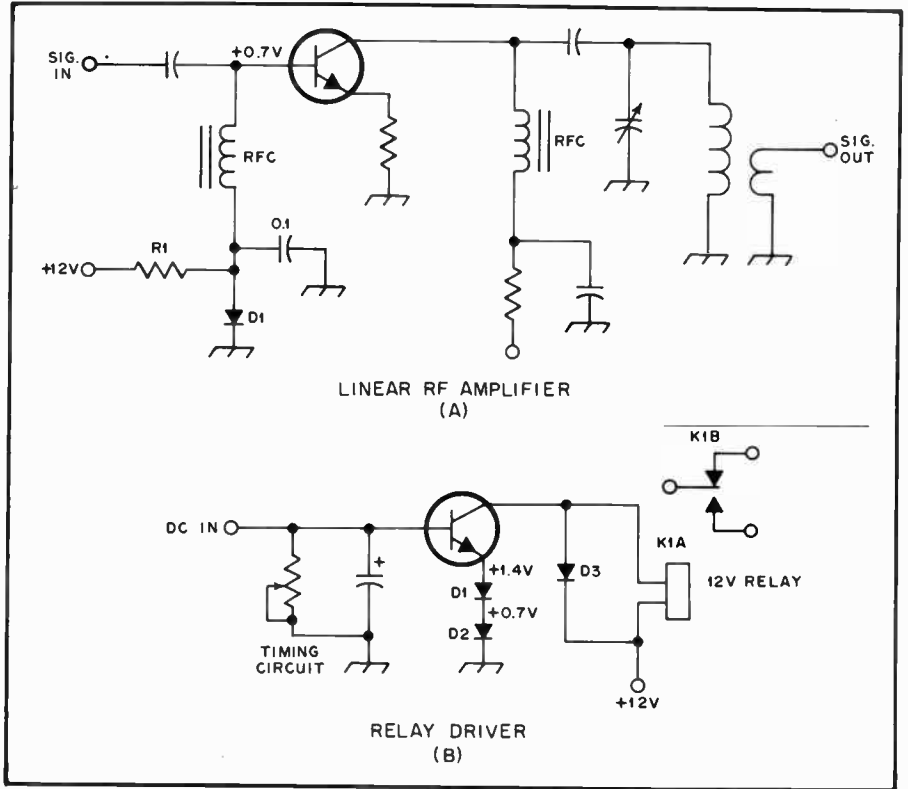 SIG. IN
+0.7V
RFC
RFC
SIG. OUT
0.1
R1
+12V
D1
LINEAR RF AMPLIFIER
(A)
K1B
DC IN
K1A
+1.4V
D1
D3
12V RELAY
+0.7V
D2
TIMING
CIRCUIT
+
+12V
RELAY DRIVER
(B)